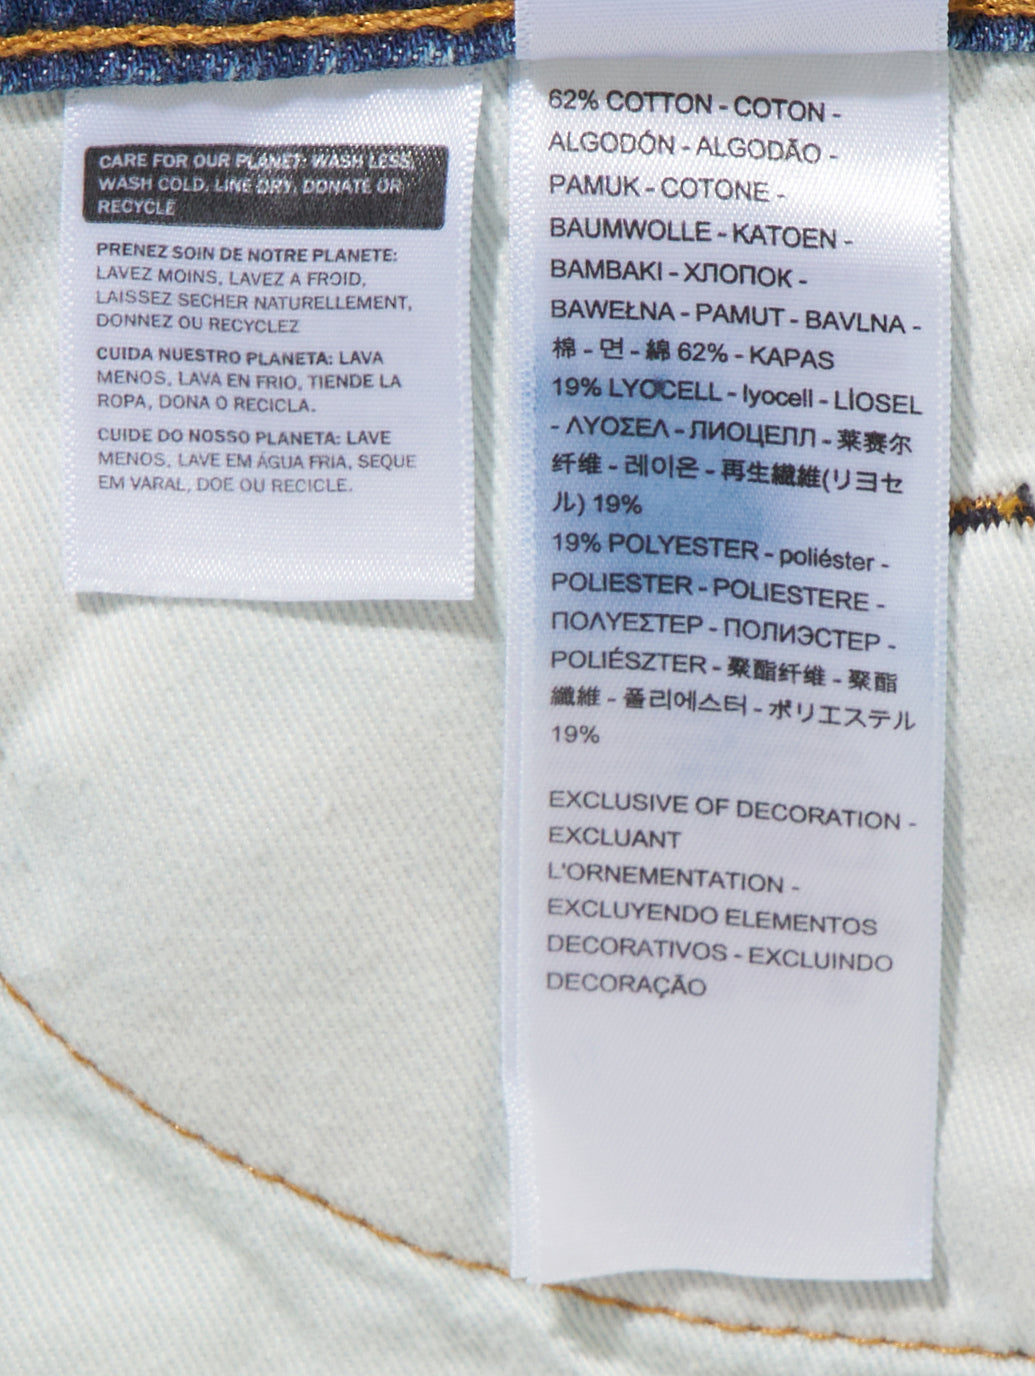 CARE FOR OUR PLANET: WASH LESS,
WASH COLD, LINE DRY, DONATE OR
RECYCLE
PRENEZ SOIN DE NOTRE PLANETE:
LAVEZ MOINS, LAVEZ A FROID,
LAISSEZ SECHER NATURELLEMENT,
DONNEZ OU RECYCLEZ
CUIDA NUESTRO PLANETA: LAVA
MENOS, LAVA EN FRIO, TIENDE LA
ROPA, DONA O RECICLA.
CUIDE DO NOSSO PLANETA: LAVE
MENOS, LAVE EM ÁGUA FRIA, SEQUE
EM VARAL, DOE OU RECICLE.
62% COTTON - COTON -
ALGODÓN - ALGODÃO -
PAMUK - COTONE -
BAUMWOLLE - KATOEN -
ΒΑΜΒΑΚΙ - ХЛОПОК -
BAWEŁNA - PAMUT - BAVLNA -
棉 - 면 - 綿 62% - KAPAS
19% LYOCELL - lyocell - LİOSEL
- ΛΥΟΣΕΛ - ЛИОЦЕЛЛ - 莱赛尔
纤维 - 레이온 - 再生繊維(リヨセ
ル) 19%
19% POLYESTER - poliéster -
POLIESTER - POLIESTERE -
ΠΟΛΥΕΣΤΕΡ - ПОЛИЭСТЕР -
POLIÉSZTER - 聚酯纤维 - 聚酯
纖維 - 폴리에스터 - ポリエステル
19%
EXCLUSIVE OF DECORATION -
EXCLUANT
L'ORNEMENTATION -
EXCLUYENDO ELEMENTOS
DECORATIVOS - EXCLUINDO
DECORAÇÃO